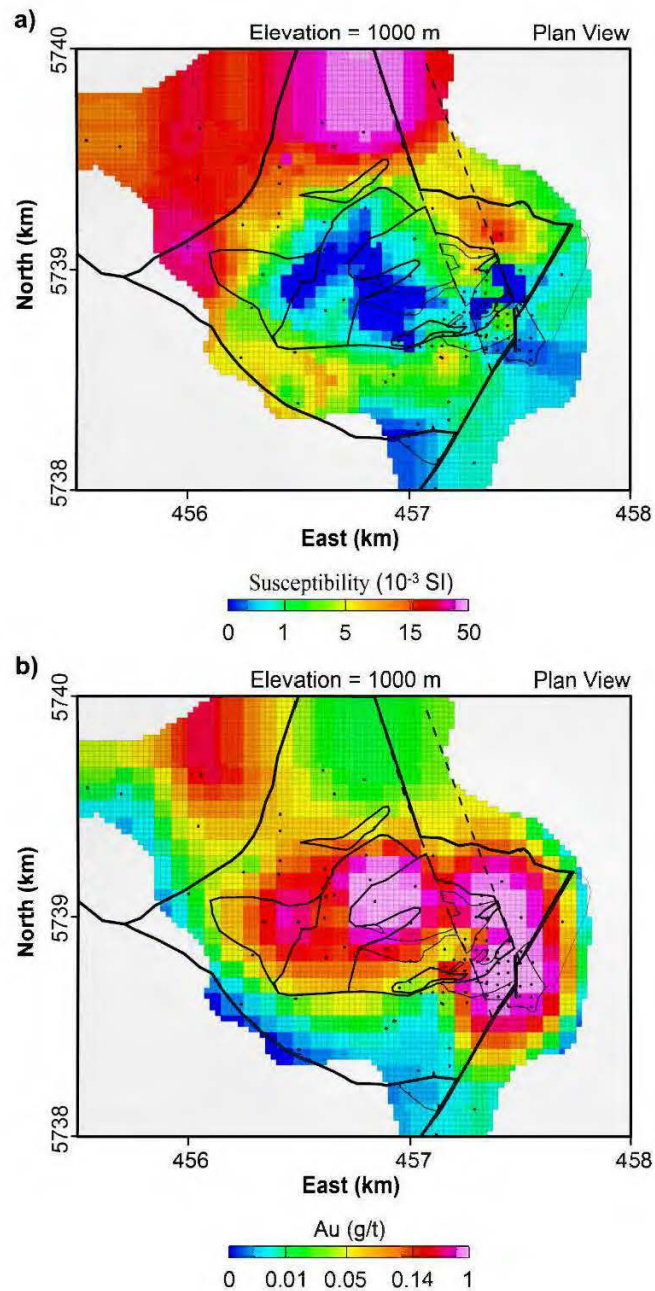 a)
Elevation = 1000 m Plan View
5740
5739
5738
North (km)
456 457 458
East (km)
Susceptibility (10⁻³ SI)
0 1 5 15 50
b)
Elevation = 1000 m Plan View
5740
5739
5738
North (km)
456 457 458
East (km)
Au (g/t)
0 0.01 0.05 0.14 1